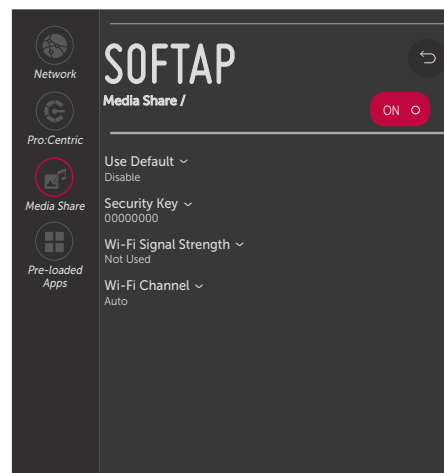 Network
Pro:Centric
Media Share
Pre-loaded
Apps
SOFTAP
Media Share /
ON
Use Default
Disable
Security Key
00000000
Wi-Fi Signal Strength
Not Used
Wi-Fi Channel
Auto